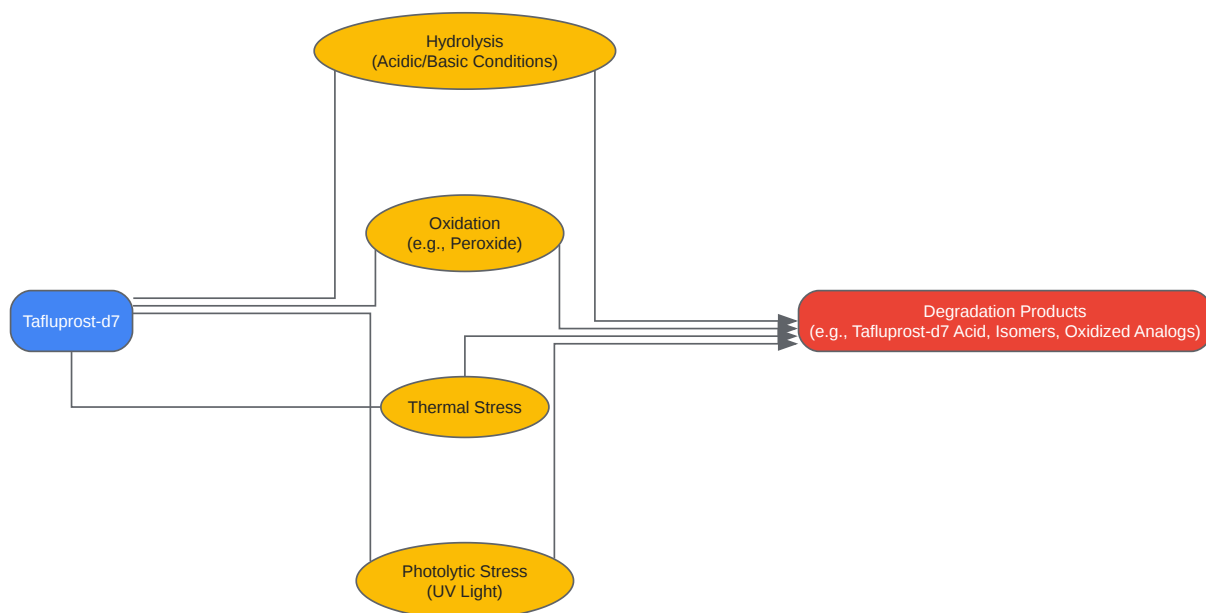 Hydrolysis
(Acidic/Basic Conditions)
Oxidation
(e.g., Peroxide)
Tafluprost-d7
Degradation Products
(e.g., Tafluprost-d7 Acid, Isomers, Oxidized Analogs)
Thermal Stress
Photolytic Stress
(UV Light)